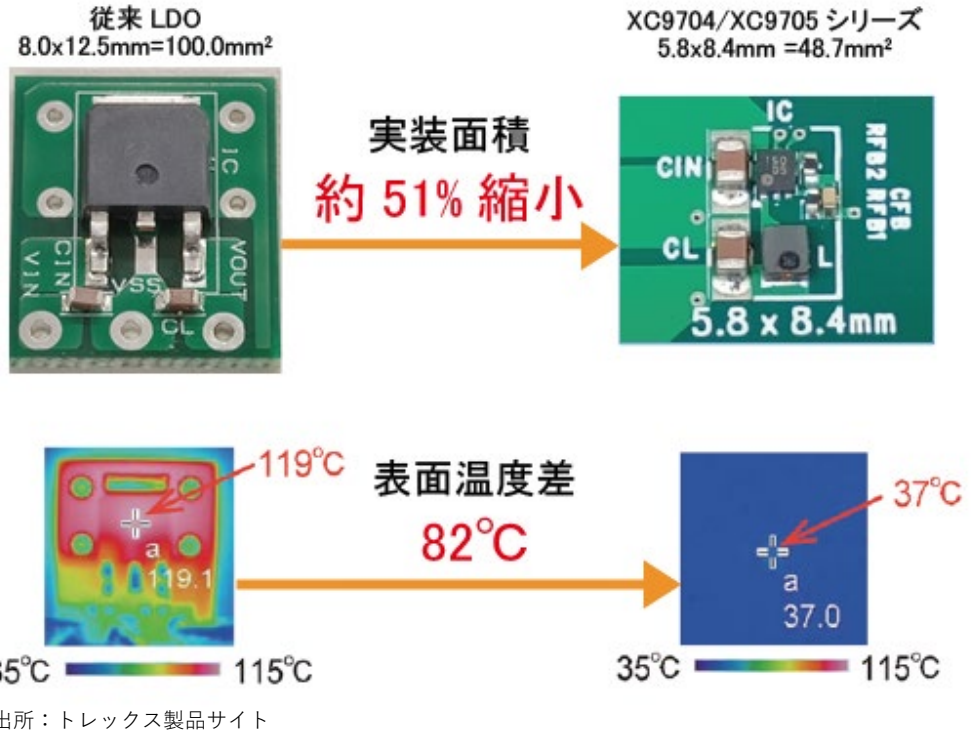 従来 LDO
8.0x12.5mm=100.0mm²
XC9704/XC9705 シリーズ
5.8x8.4mm =48.7mm²
IC
CIN
VIN
VSS
VOUT
CL
実装面積
約 51% 縮小
IC
CIN
CL
L
CFB
RFB2 RFB1
5.8 x 8.4mm
119℃
a
119.1
表面温度差
82℃
37℃
a
37.0
35℃
115℃
35℃
115℃
出所：トレックス製品サイト